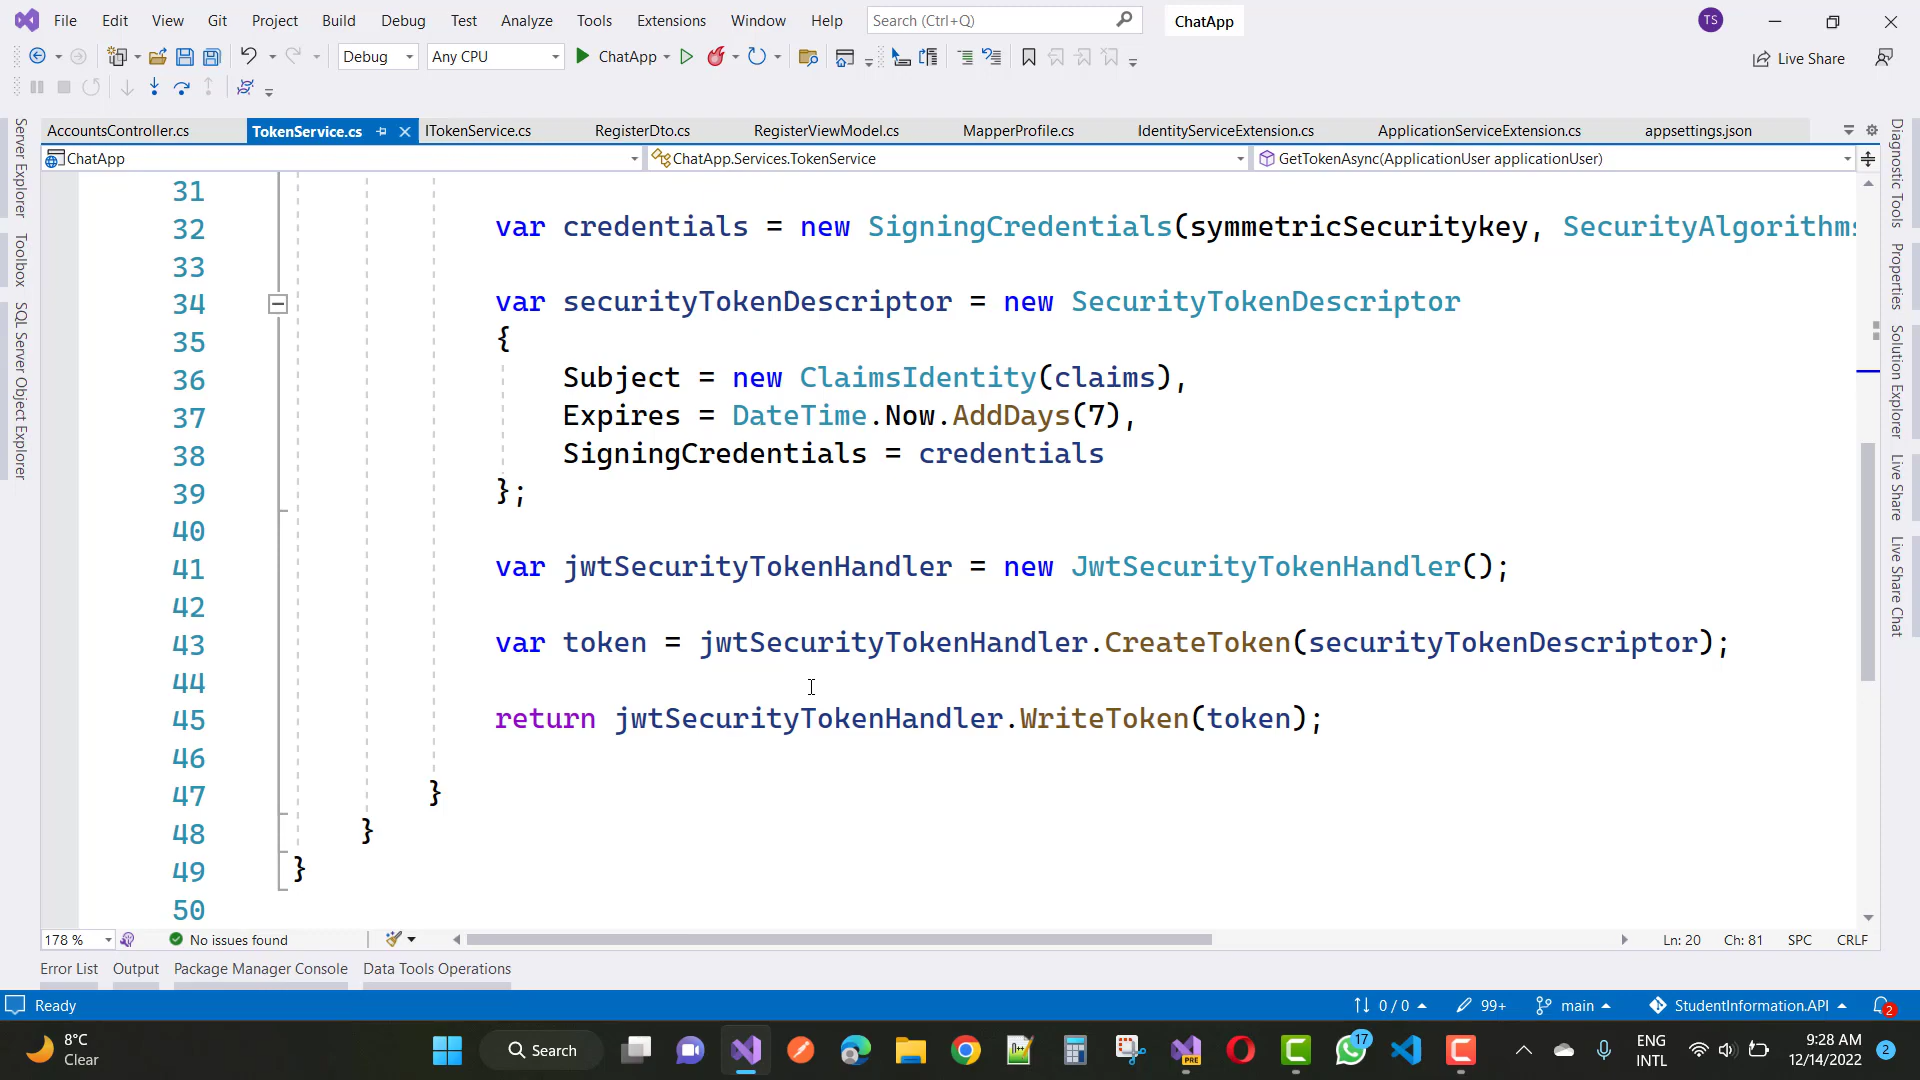 File Edit View Git Project Build Debug Test Analyze Tools Extensions Window Help Search (Ctrl+Q) ChatApp TS
Debug Any CPU ChatApp Live Share
AccountsController.cs TokenService.cs ITokenService.cs RegisterDto.cs RegisterViewModel.cs MapperProfile.cs IdentityServiceExtension.cs ApplicationServiceExtension.cs appsettings.json
ChatApp ChatApp.Services.TokenService GetTokenAsync(ApplicationUser applicationUser)
Server Explorer
Toolbox
SQL Server Object Explorer
31
32 var credentials = new SigningCredentials(symmetricSecuritykey, SecurityAlgorithms
33
34 var securityTokenDescriptor = new SecurityTokenDescriptor
35 {
36 Subject = new ClaimsIdentity(claims),
37 Expires = DateTime.Now.AddDays(7),
38 SigningCredentials = credentials
39 };
40
41 var jwtSecurityTokenHandler = new JwtSecurityTokenHandler();
42
43 var token = jwtSecurityTokenHandler.CreateToken(securityTokenDescriptor);
44
45 return jwtSecurityTokenHandler.WriteToken(token);
46
47 }
48 }
49 }
50
Diagnostic Tools
Properties
Solution Explorer
Live Share
Live Share Chat
178 % No issues found Ln: 20 Ch: 81 SPC CRLF
Error List Output Package Manager Console Data Tools Operations
Ready 0 / 0 99+ main StudentInformation.API 2
8°C
Clear
Search
PRE
17
ENG
INTL
9:28 AM
12/14/2022
2